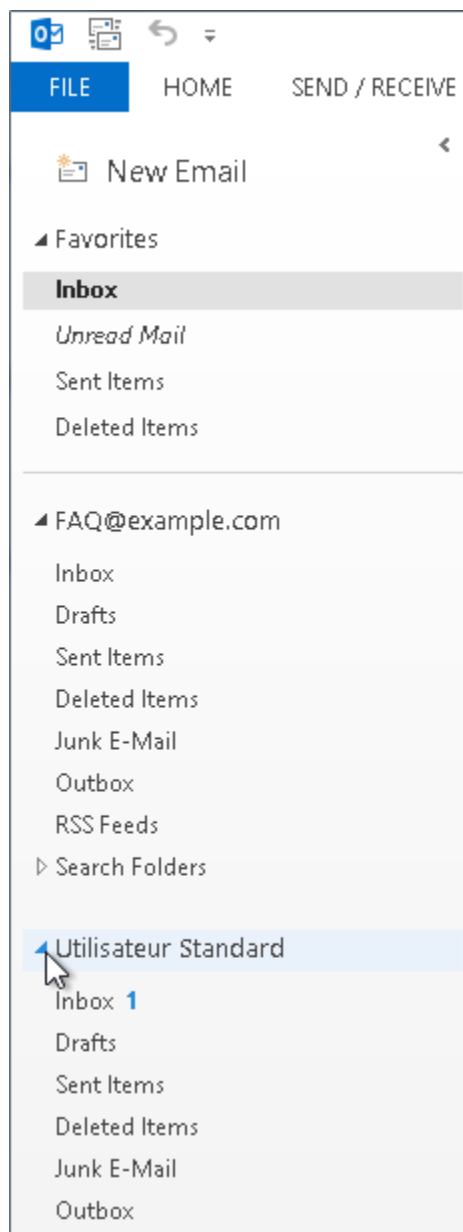 FILE HOME SEND / RECEIVE
New Email
Favorites
Inbox
Unread Mail
Sent Items
Deleted Items
FAQ@example.com
Inbox
Drafts
Sent Items
Deleted Items
Junk E-Mail
Outbox
RSS Feeds
Search Folders
Utilisateur Standard
Inbox 1
Drafts
Sent Items
Deleted Items
Junk E-Mail
Outbox